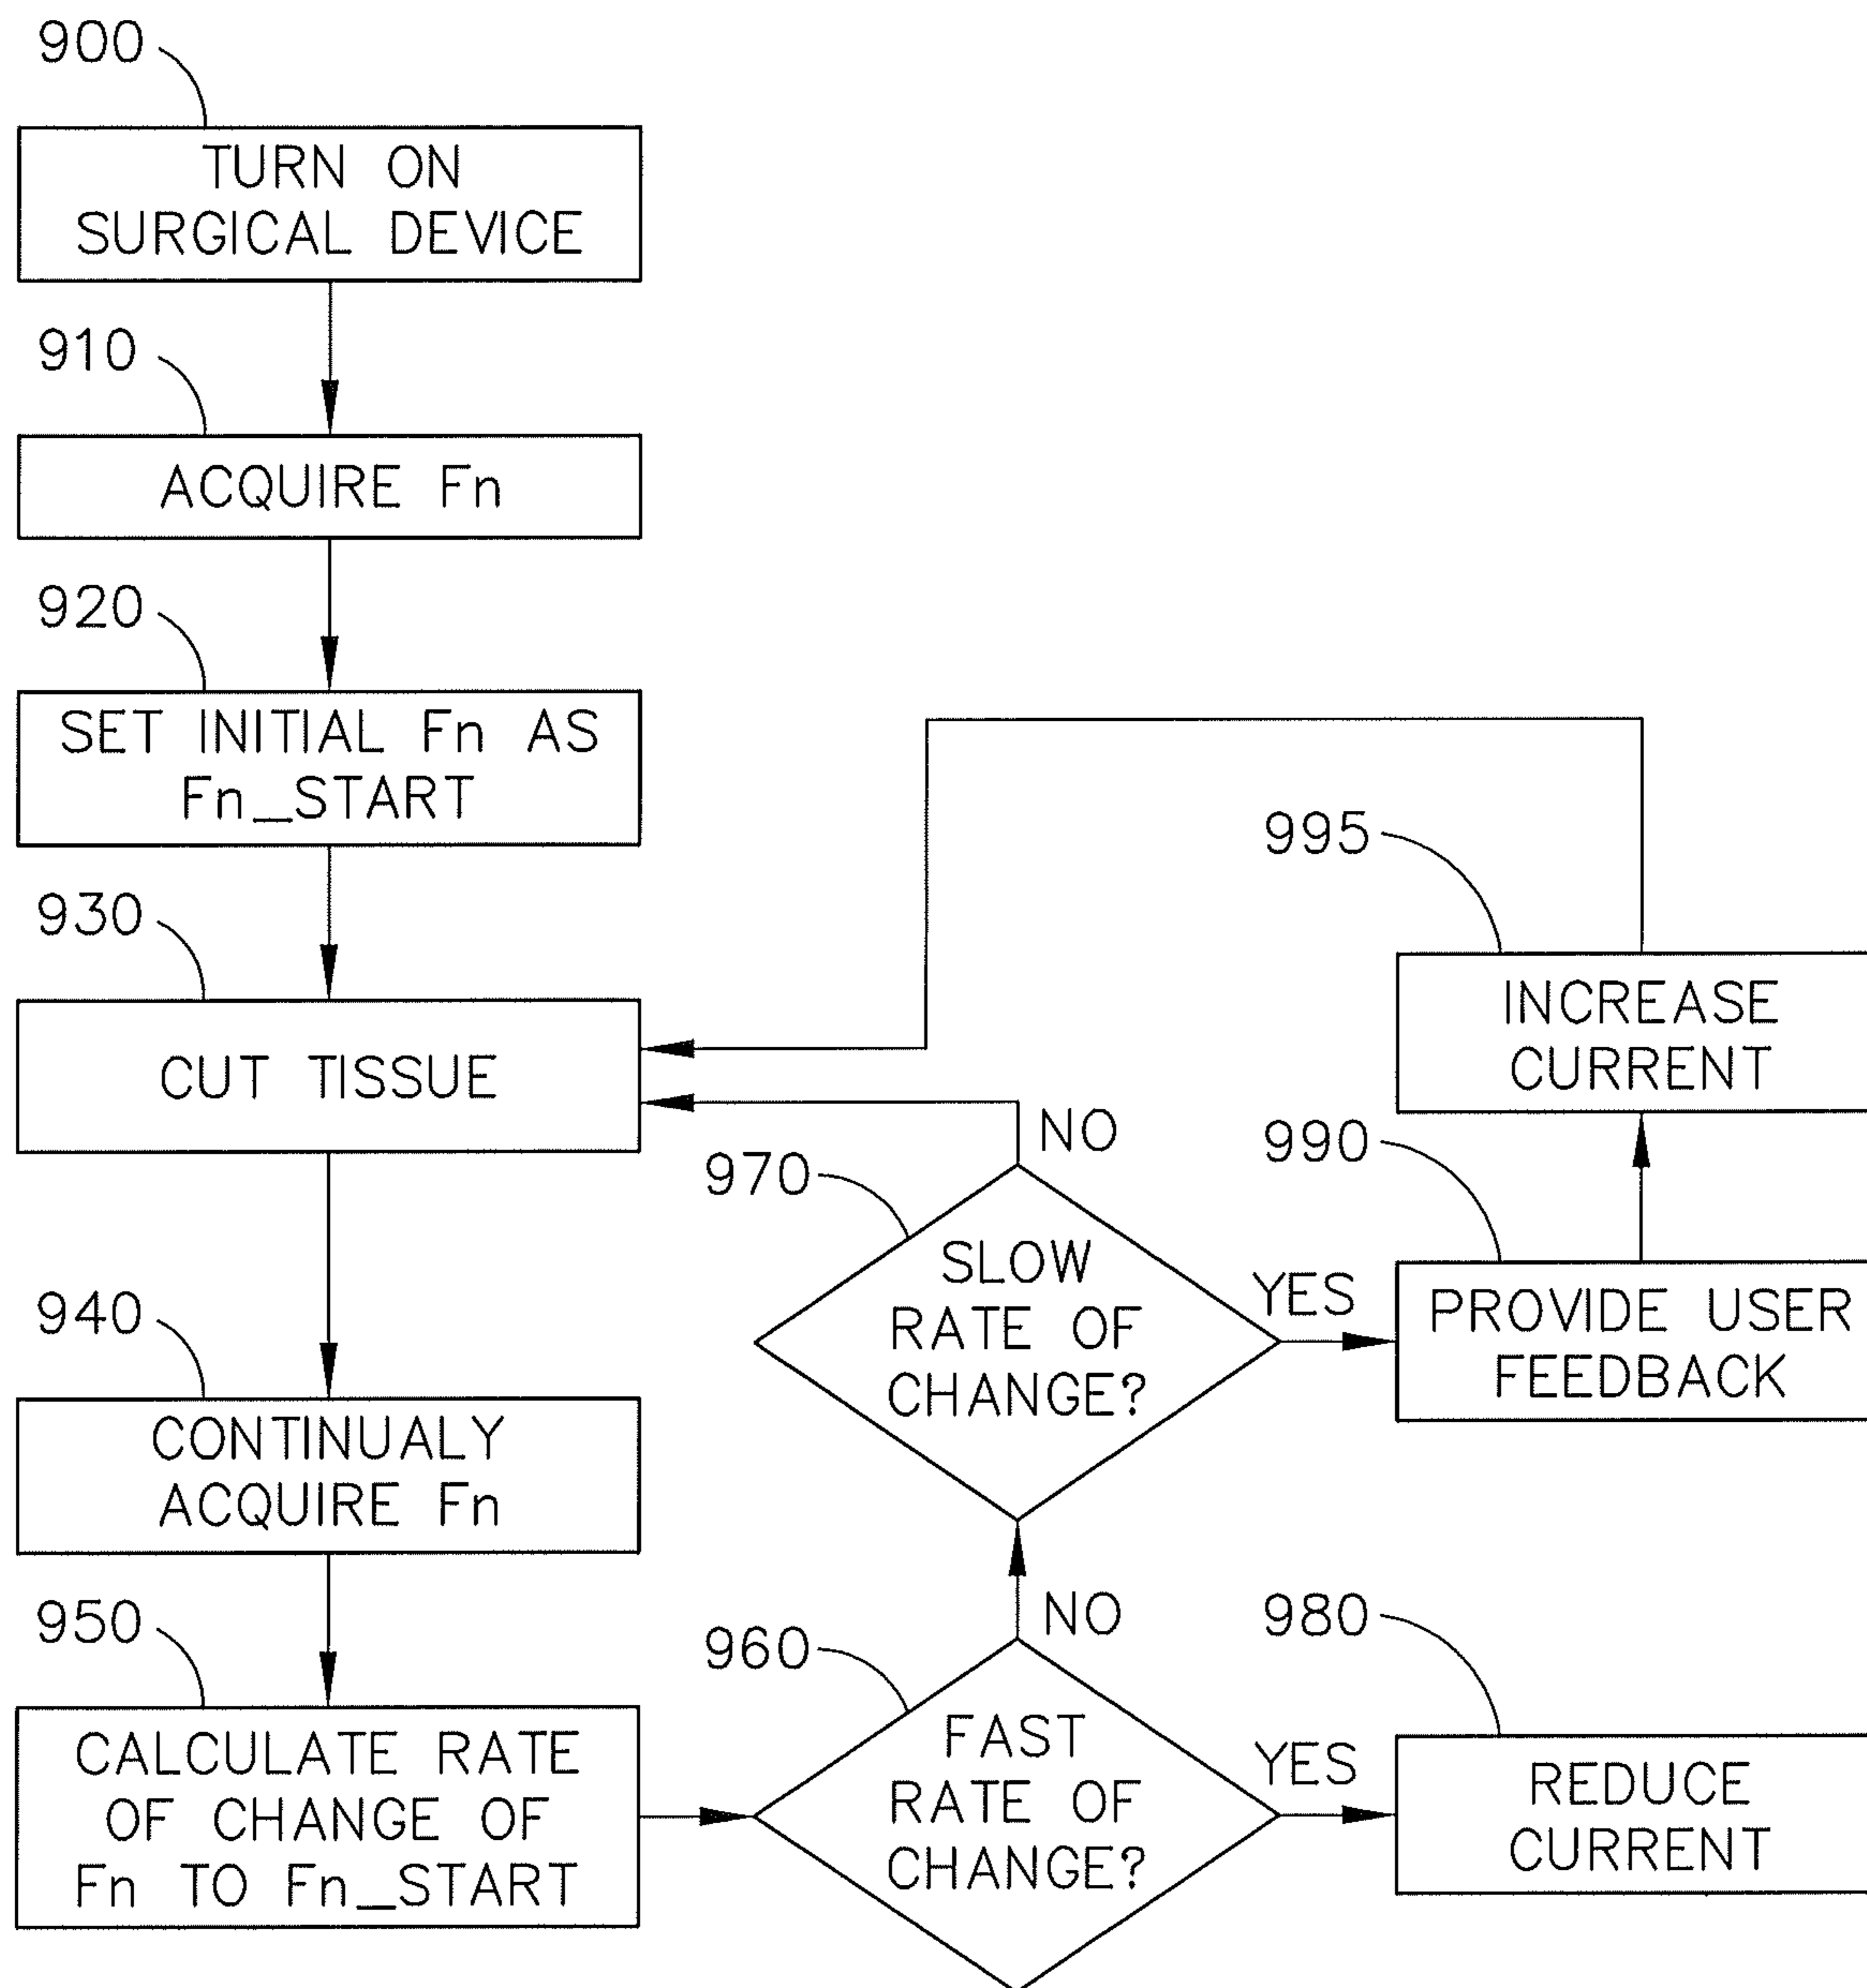 900
TURN ON
SURGICAL DEVICE
910
ACQUIRE Fn
920
SET INITIAL Fn AS
Fn_START
930
CUT TISSUE
940
CONTINUALY
ACQUIRE Fn
950
CALCULATE RATE
OF CHANGE OF
Fn TO Fn_START
960
FAST
RATE OF
CHANGE?
NO
YES
980
REDUCE
CURRENT
970
SLOW
RATE OF
CHANGE?
NO
YES
990
PROVIDE USER
FEEDBACK
995
INCREASE
CURRENT